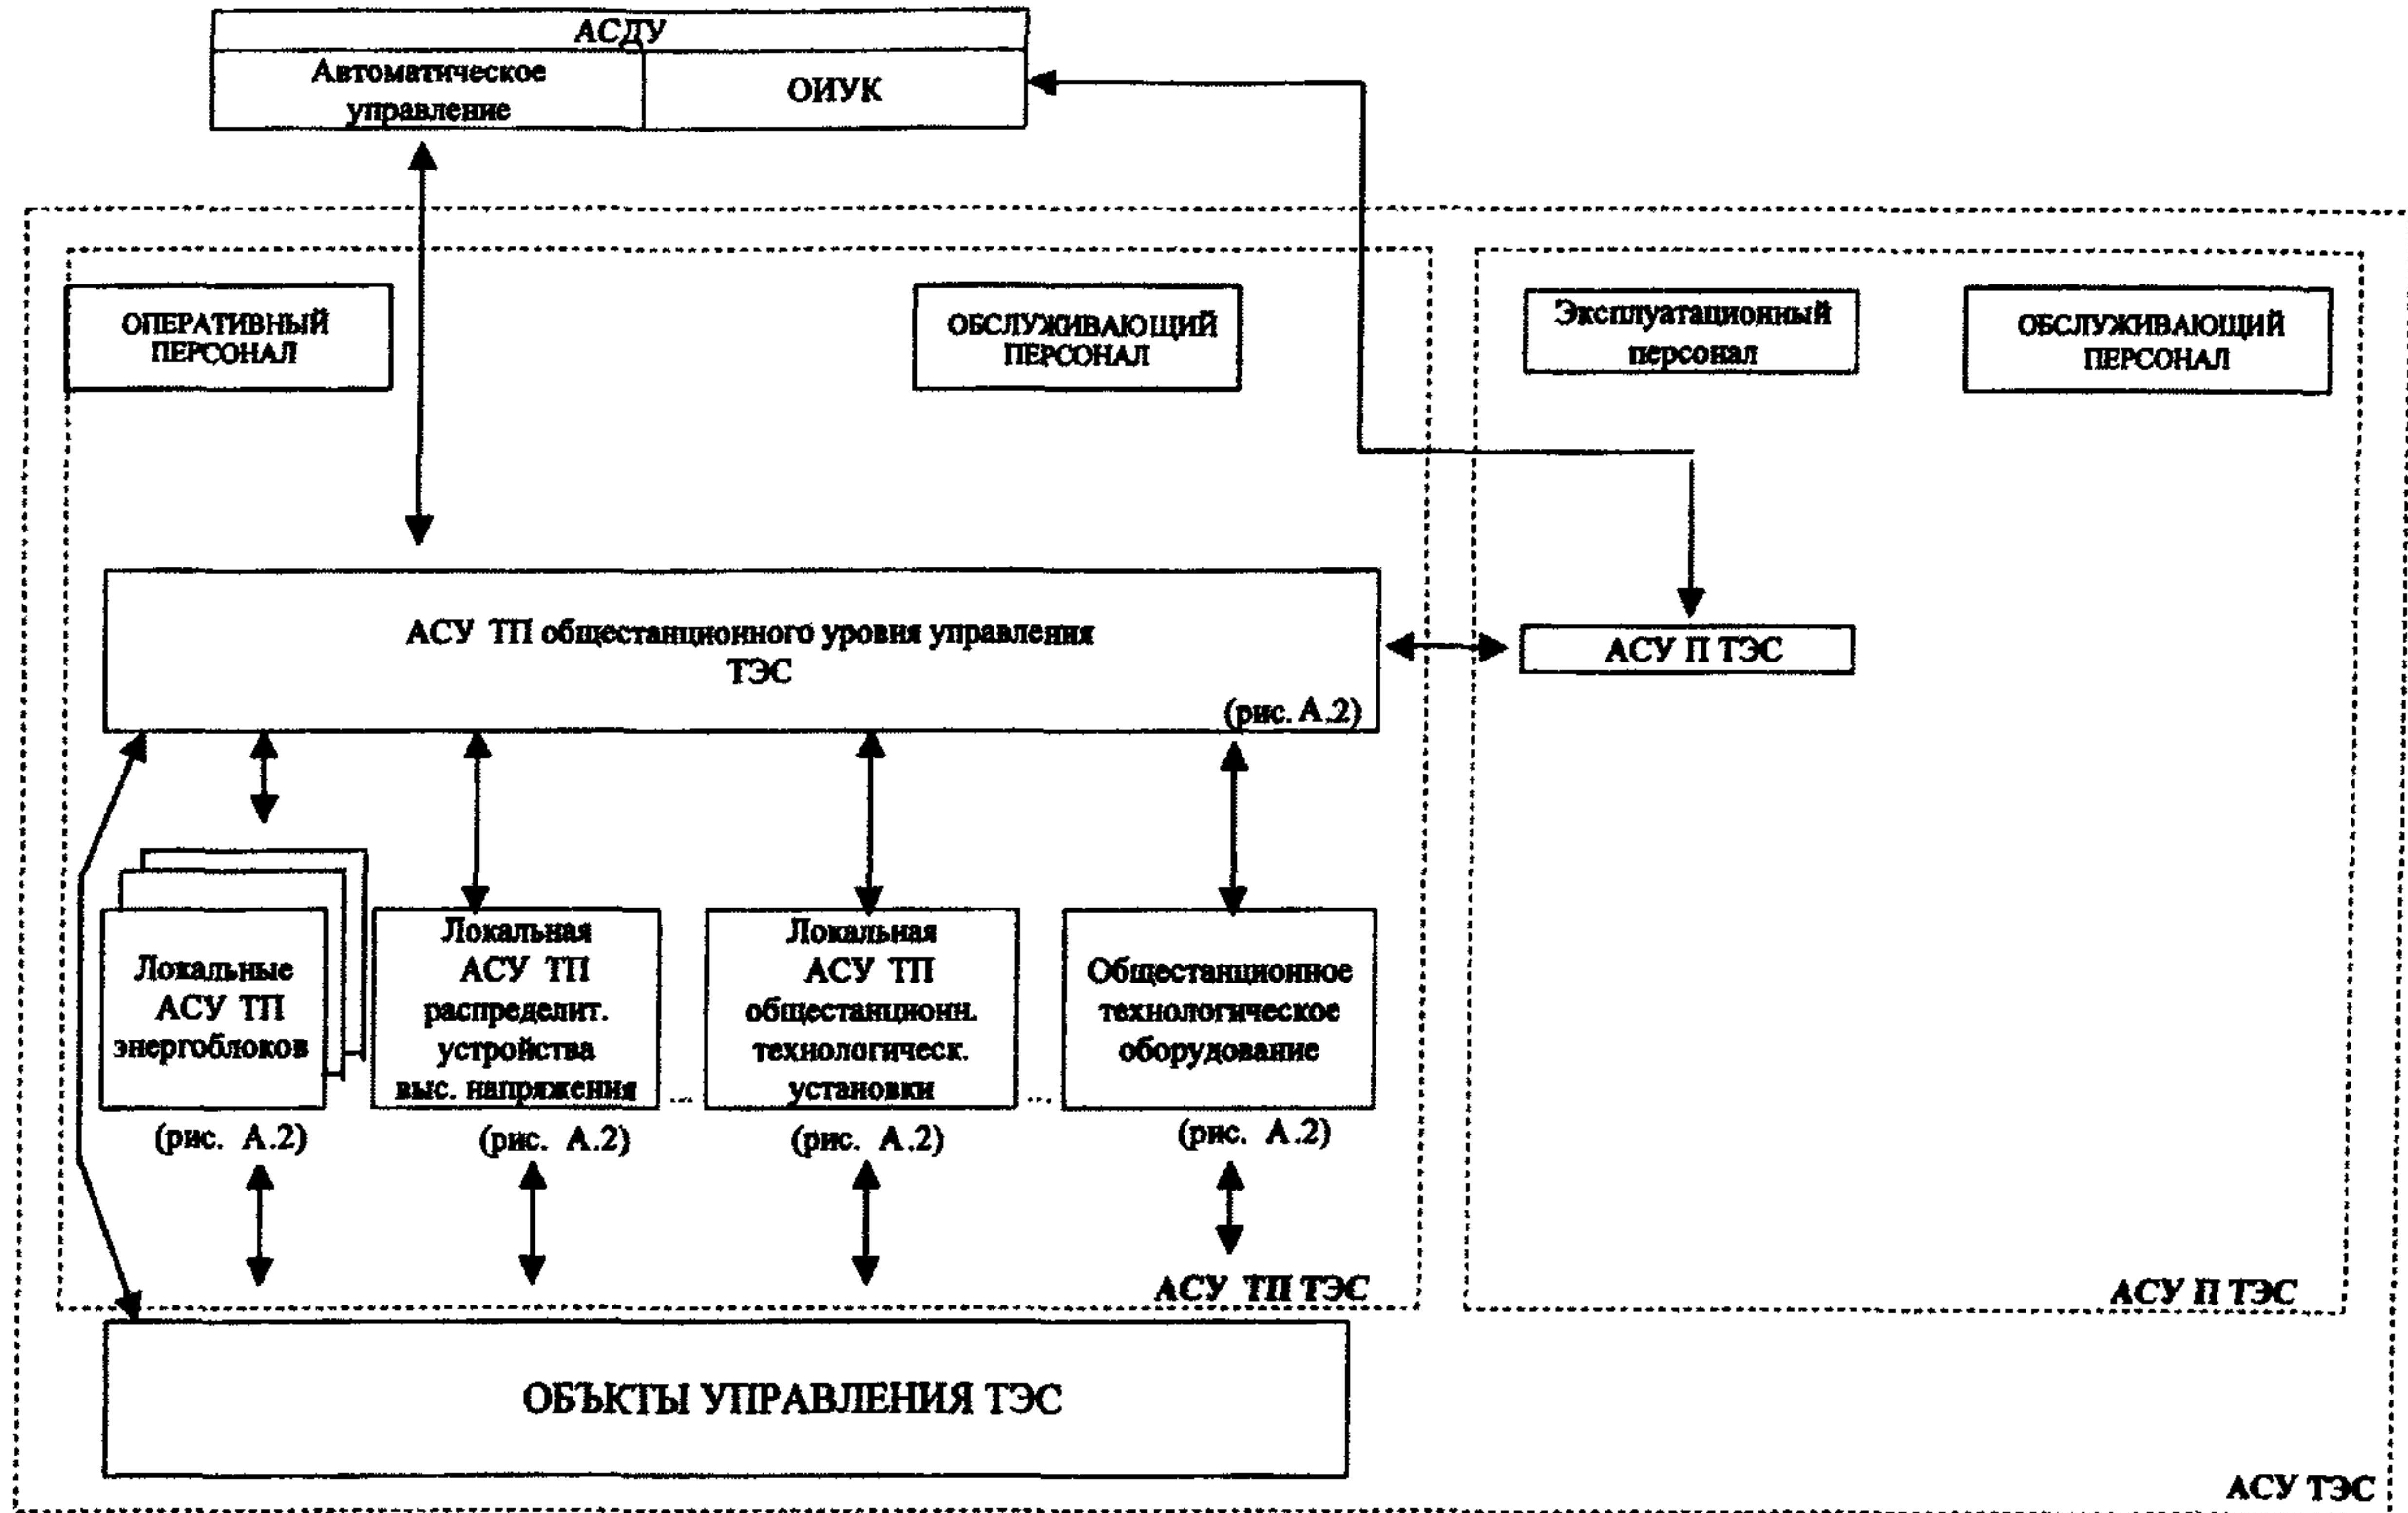 АСДУ
Автоматическое
управление
ОИУК
ОПЕРАТИВНЫЙ
ПЕРСОНАЛ
ОБСЛУЖИВАЮЩИЙ
ПЕРСОНАЛ
Эксплуатационный
персонал
ОБСЛУЖИВАЮЩИЙ
ПЕРСОНАЛ
АСУ ТП общестанционного уровня управления
ТЭС
(рис. А.2)
АСУ П ТЭС
Локальные
АСУ ТП
энергоблоков
(рис. А.2)
Локальная
АСУ ТП
распределит.
устройства
выс. напряжения
(рис. А.2)
...
Локальная
АСУ ТП
общестанционн.
технологическ.
установки
(рис. А.2)
...
Общестанционное
технологическое
оборудование
(рис. А.2)
АСУ ТП ТЭС
АСУ П ТЭС
ОБЪКТЫ УПРАВЛЕНИЯ ТЭС
АСУ ТЭС